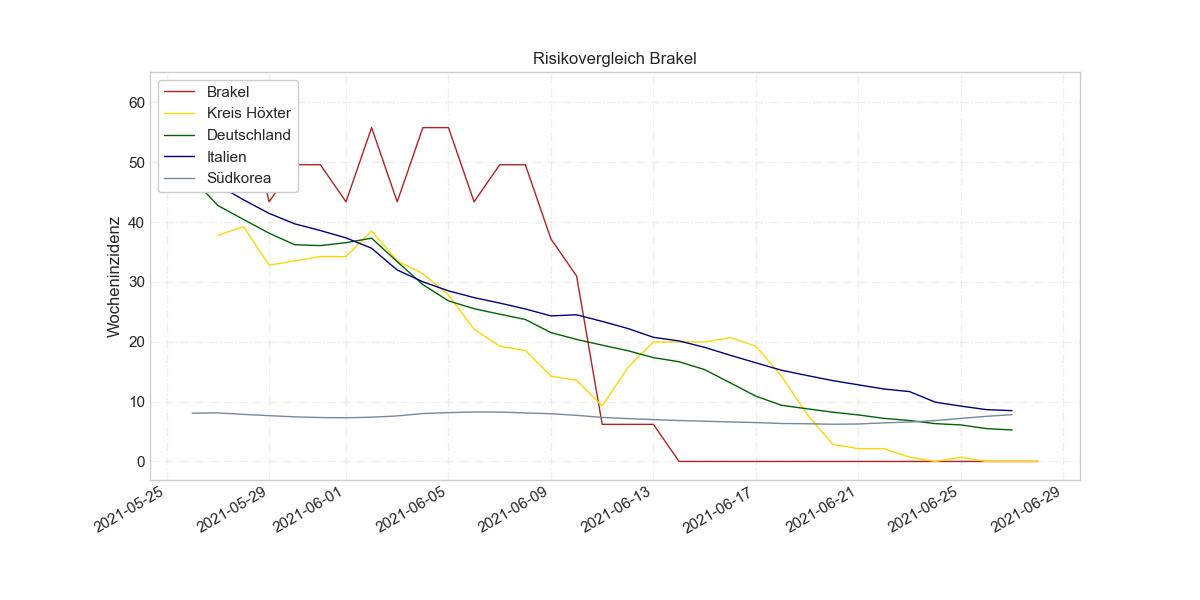 Risikovergleich Brakel
Brakel
Kreis Höxter
Deutschland
Italien
Südkorea
Wocheninzidenz
60
50
40
30
20
10
0
2021-05-25
2021-05-29
2021-06-01
2021-06-05
2021-06-09
2021-06-13
2021-06-17
2021-06-21
2021-06-25
2021-06-29